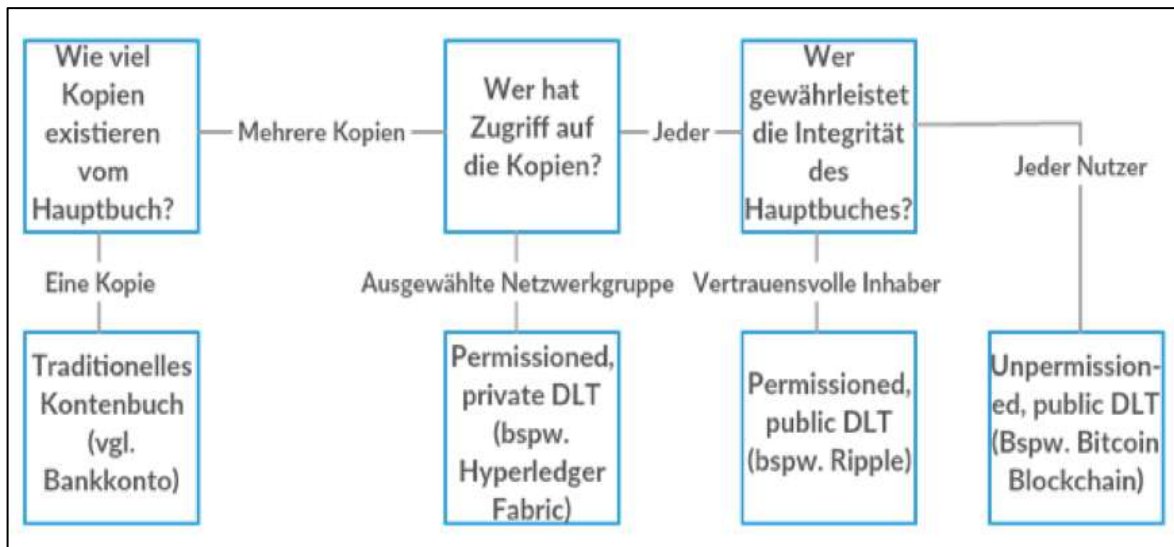 Wie viel
Kopien
existieren
vom
Hauptbuch?
Mehrere Kopien
Wer hat
Zugriff auf
die Kopien?
Jeder
Wer
gewährleistet
die Integrität
des
Hauptbuches?
Jeder Nutzer
Eine Kopie
Ausgewählte Netzwerkgruppe
Vertrauensvolle Inhaber
Traditionelles
Kontenbuch
(vgl.
Bankkonto)
Permissioned,
private DLT
(bspw.
Hyperledger
Fabric)
Permissioned,
public DLT
(bspw. Ripple)
Unpermission-
ed, public DLT
(Bspw. Bitcoin
Blockchain)